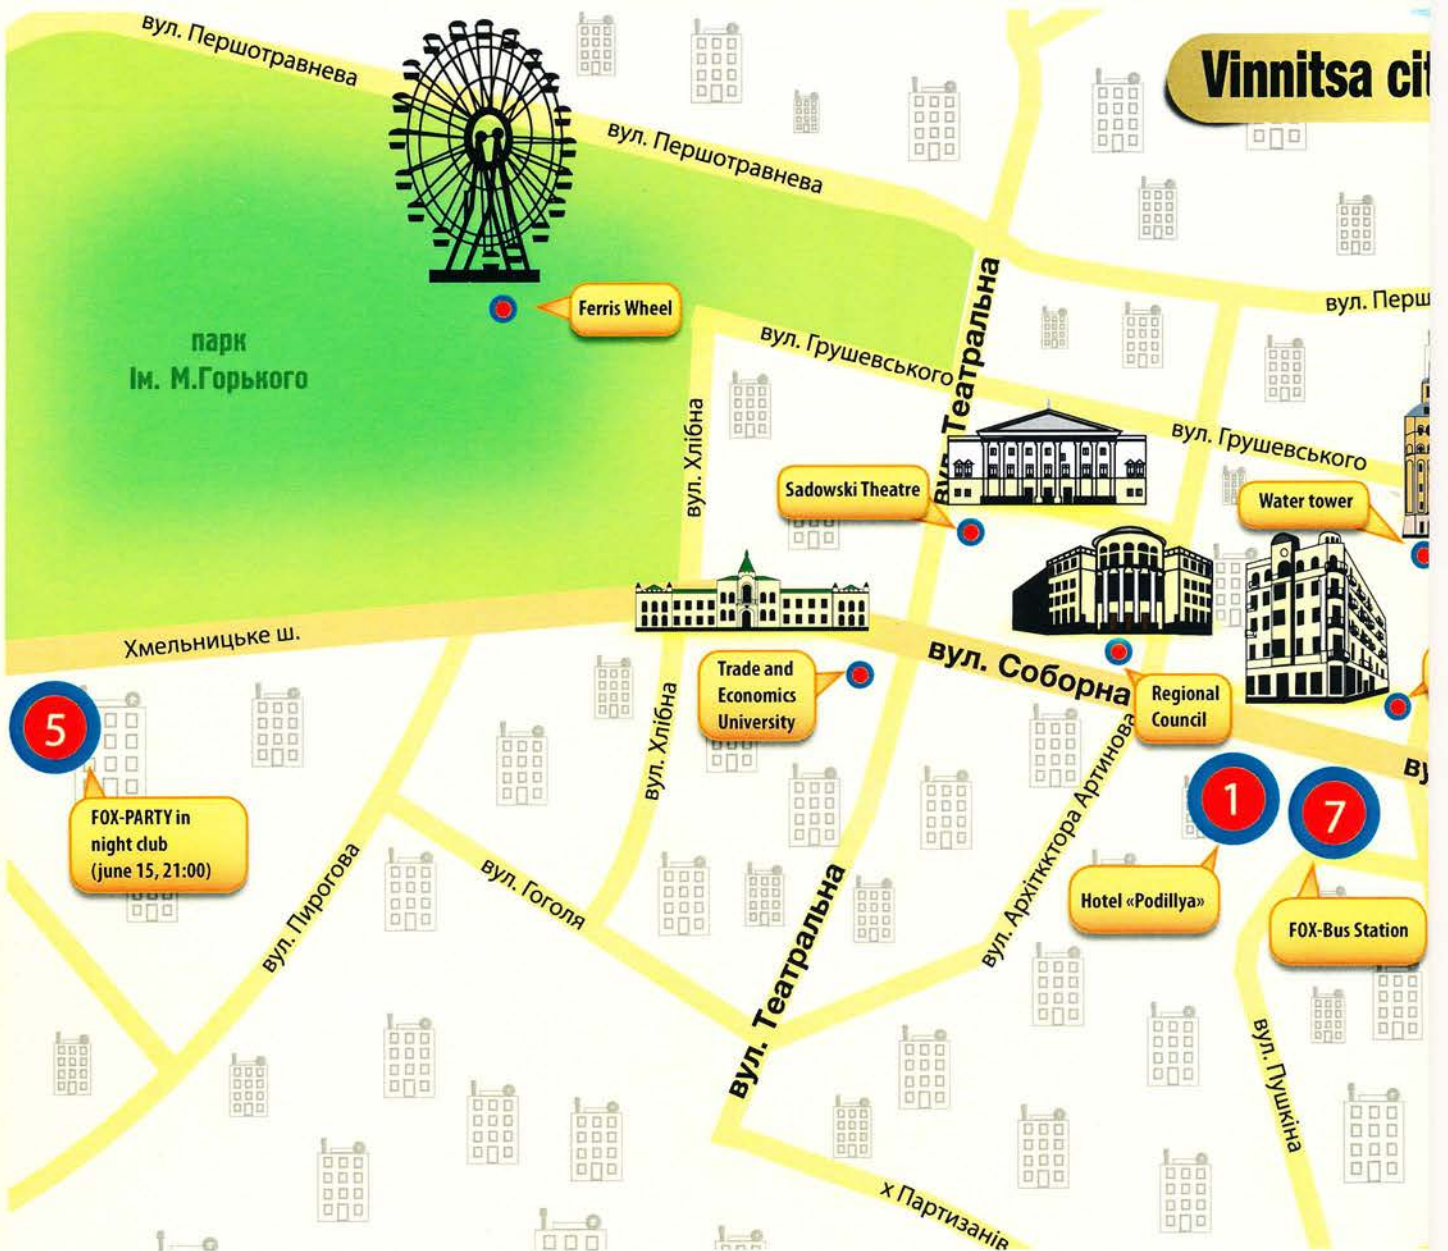 вул. Першотравнева
Vinnitsa cit
вул. Першотравнева
вул. Театральна
вул. Перш
Ferris Wheel
парк
Ім. М.Горького
вул. Грушевського
вул. Хлібна
вул. Грушевського
Sadowski Theatre
Water tower
Хмельницьке ш.
вул. Соборна
Trade and
Economics
University
Regional
Council
5
FOX-PARTY in
night club
(june 15, 21:00)
вул. Хлібна
вул. Архіткктора Артинова
1
7
ву
Hotel «Podillya»
FOX-Bus Station
вул. Пирогова
вул. Гоголя
вул. Театральна
вул. Пушкіна
х Партизанів